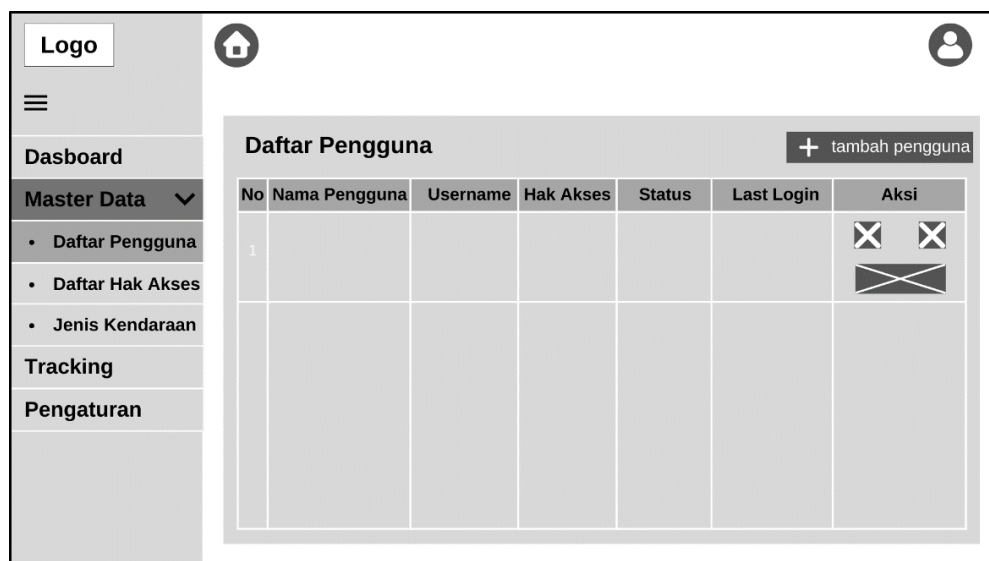 Logo
Dasboard
Master Data
• Daftar Pengguna
• Daftar Hak Akses
• Jenis Kendaraan
Tracking
Pengaturan
Daftar Pengguna
+ tambah pengguna
No Nama Pengguna Username Hak Akses Status Last Login Aksi
1